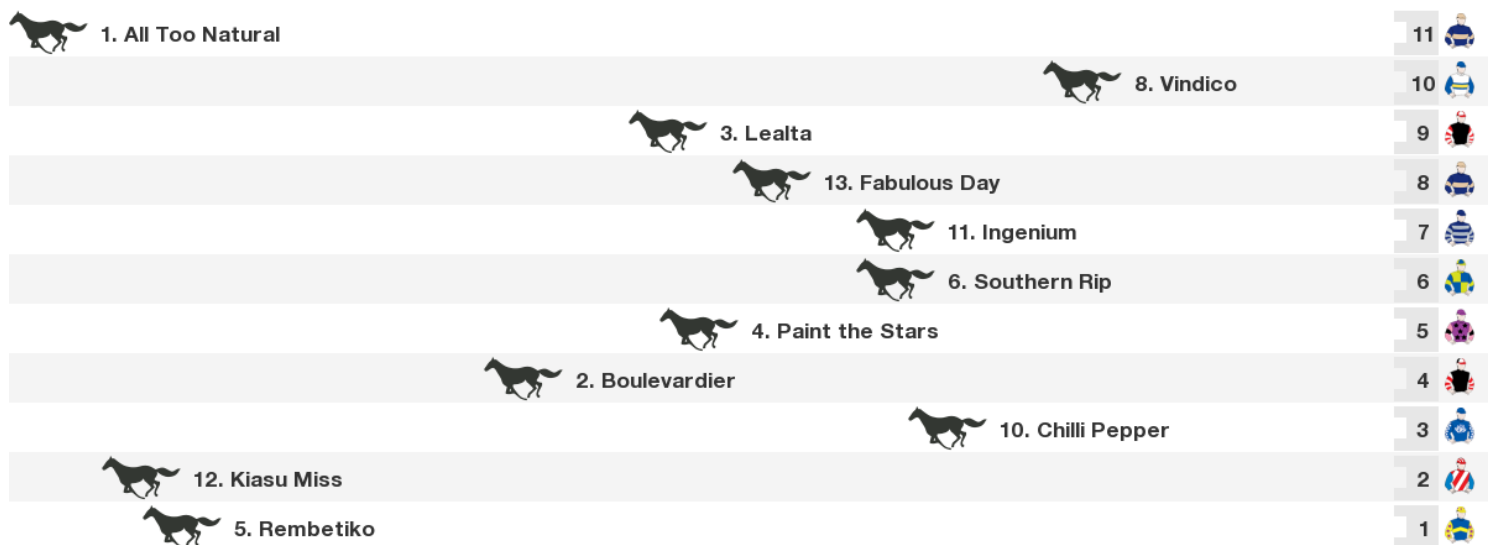 1. All Too Natural 11
8. Vindico 10
3. Lealta 9
13. Fabulous Day 8
11. Ingenium 7
6. Southern Rip 6
4. Paint the Stars 5
2. Boulevardier 4
10. Chilli Pepper 3
12. Kiasu Miss 2
5. Rembetiko 1